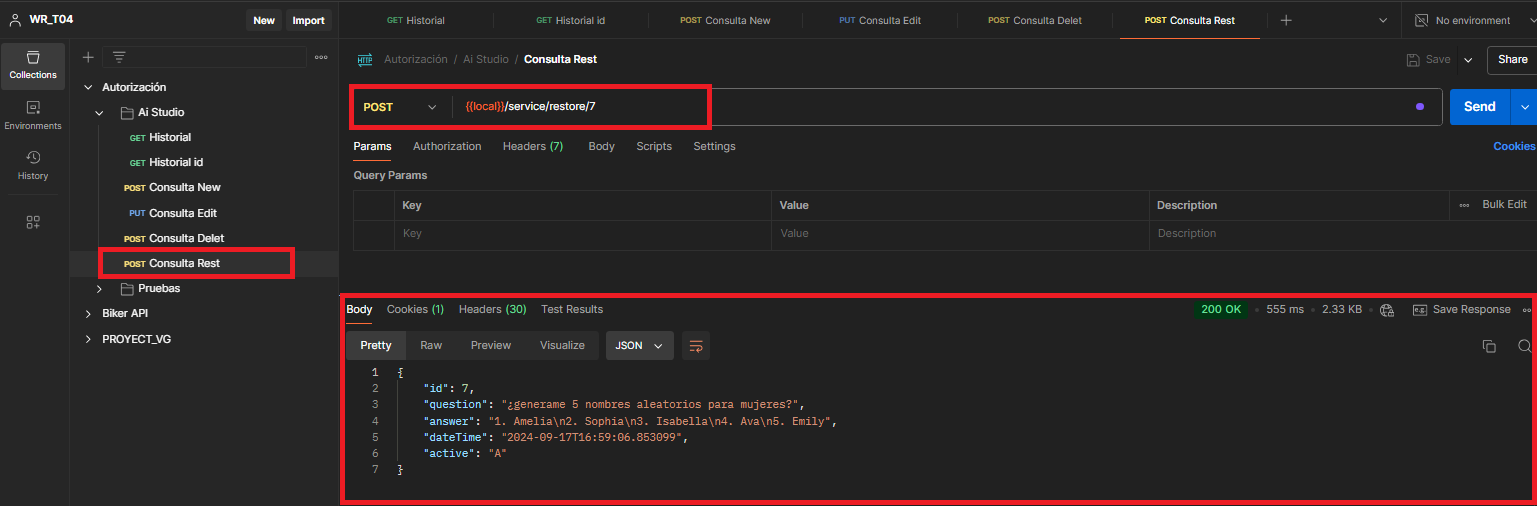 WR_T04
New
Import
GET Historial
GET Historial id
POST Consulta New
PUT Consulta Edit
POST Consulta Delet
POST Consulta Rest
No environment
Collections
Environments
History
Autorización
Ai Studio
GET Historial
GET Historial id
POST Consulta New
PUT Consulta Edit
POST Consulta Delet
POST Consulta Rest
Pruebas
Biker API
PROYECT_VG
HTTP
Autorización / Ai Studio / Consulta Rest
Save
Share
POST
{{local}}/service/restore/7
Send
Params
Authorization
Headers (7)
Body
Scripts
Settings
Cookies
Query Params
Key
Value
Description
Bulk Edit
Key
Value
Description
Body
Cookies (1)
Headers (30)
Test Results
200 OK
555 ms
2.33 KB
e.g.
Save Response
Pretty
Raw
Preview
Visualize
JSON
1 {
2 "id": 7,
3 "question": "¿generame 5 nombres aleatorios para mujeres?",
4 "answer": "1. Amelia\n2. Sophia\n3. Isabella\n4. Ava\n5. Emily",
5 "dateTime": "2024-09-17T16:59:06.853099",
6 "active": "A"
7 }